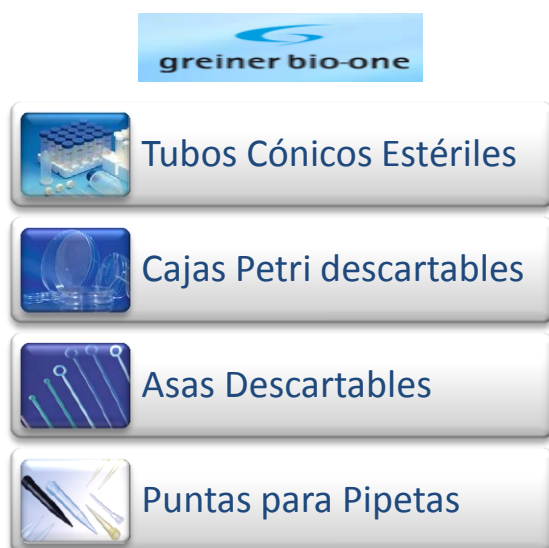 greiner bio-one
Tubos Cónicos Estériles
Cajas Petri descartables
Asas Descartables
Puntas para Pipetas